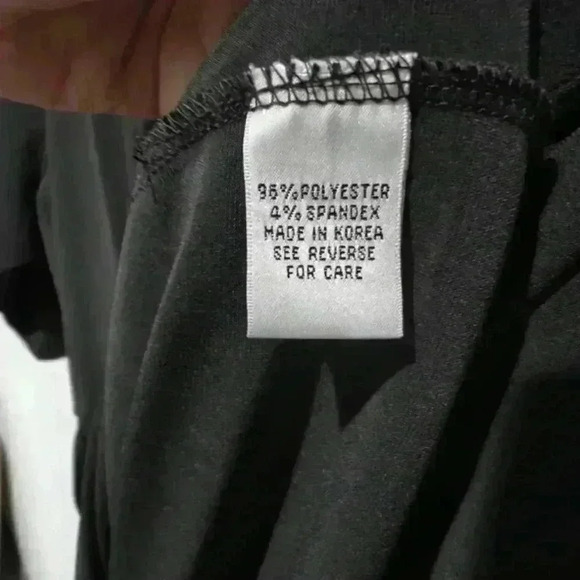 96%POLYESTER
4% SPANDEX
MADE IN KOREA
SEE REVERSE
FOR CARE